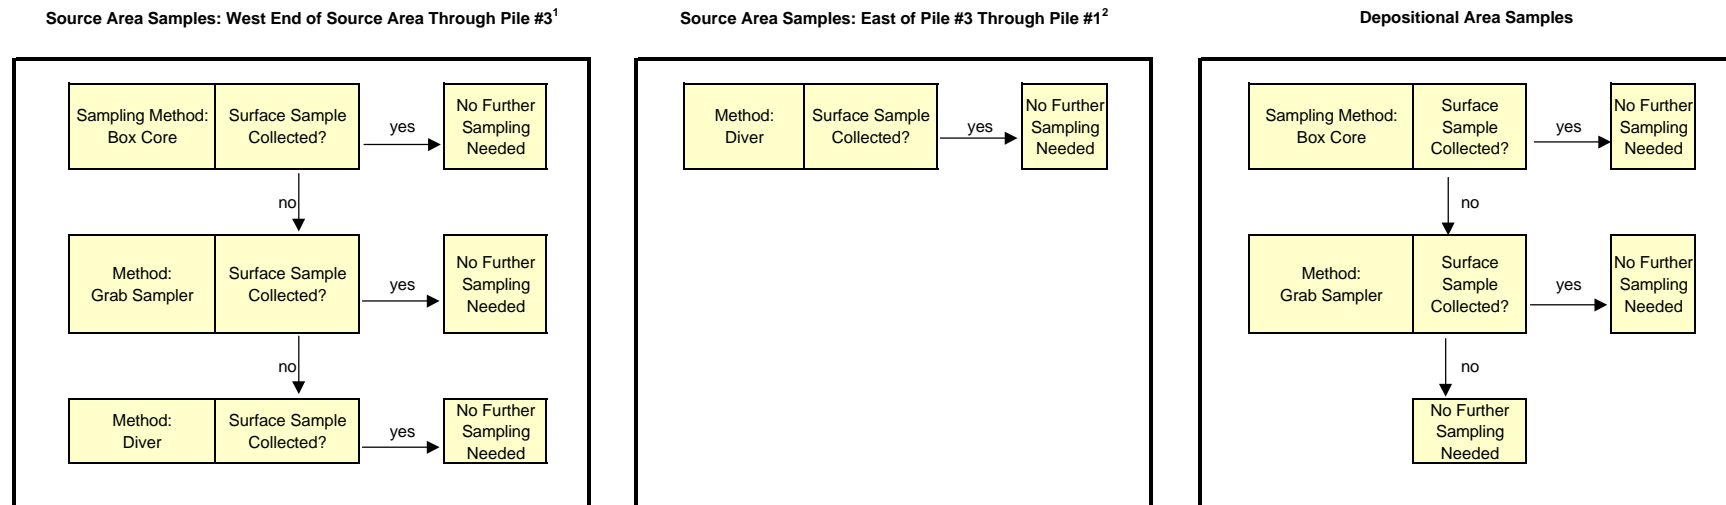 Source Area Samples: West End of Source Area Through Pile #3¹
Sampling Method:
Box Core
Surface Sample
Collected?
yes
No Further
Sampling
Needed
no
Method:
Grab Sampler
Surface Sample
Collected?
yes
No Further
Sampling
Needed
no
Method:
Diver
Surface Sample
Collected?
yes
No Further
Sampling
Needed
Source Area Samples: East of Pile #3 Through Pile #1²
Method:
Diver
Surface Sample
Collected?
yes
No Further
Sampling
Needed
Depositional Area Samples
Sampling Method:
Box Core
Surface
Sample
Collected?
yes
No Further
Sampling
Needed
no
Method:
Grab Sampler
Surface
Sample
Collected?
yes
No Further
Sampling
Needed
no
No Further
Sampling
Needed